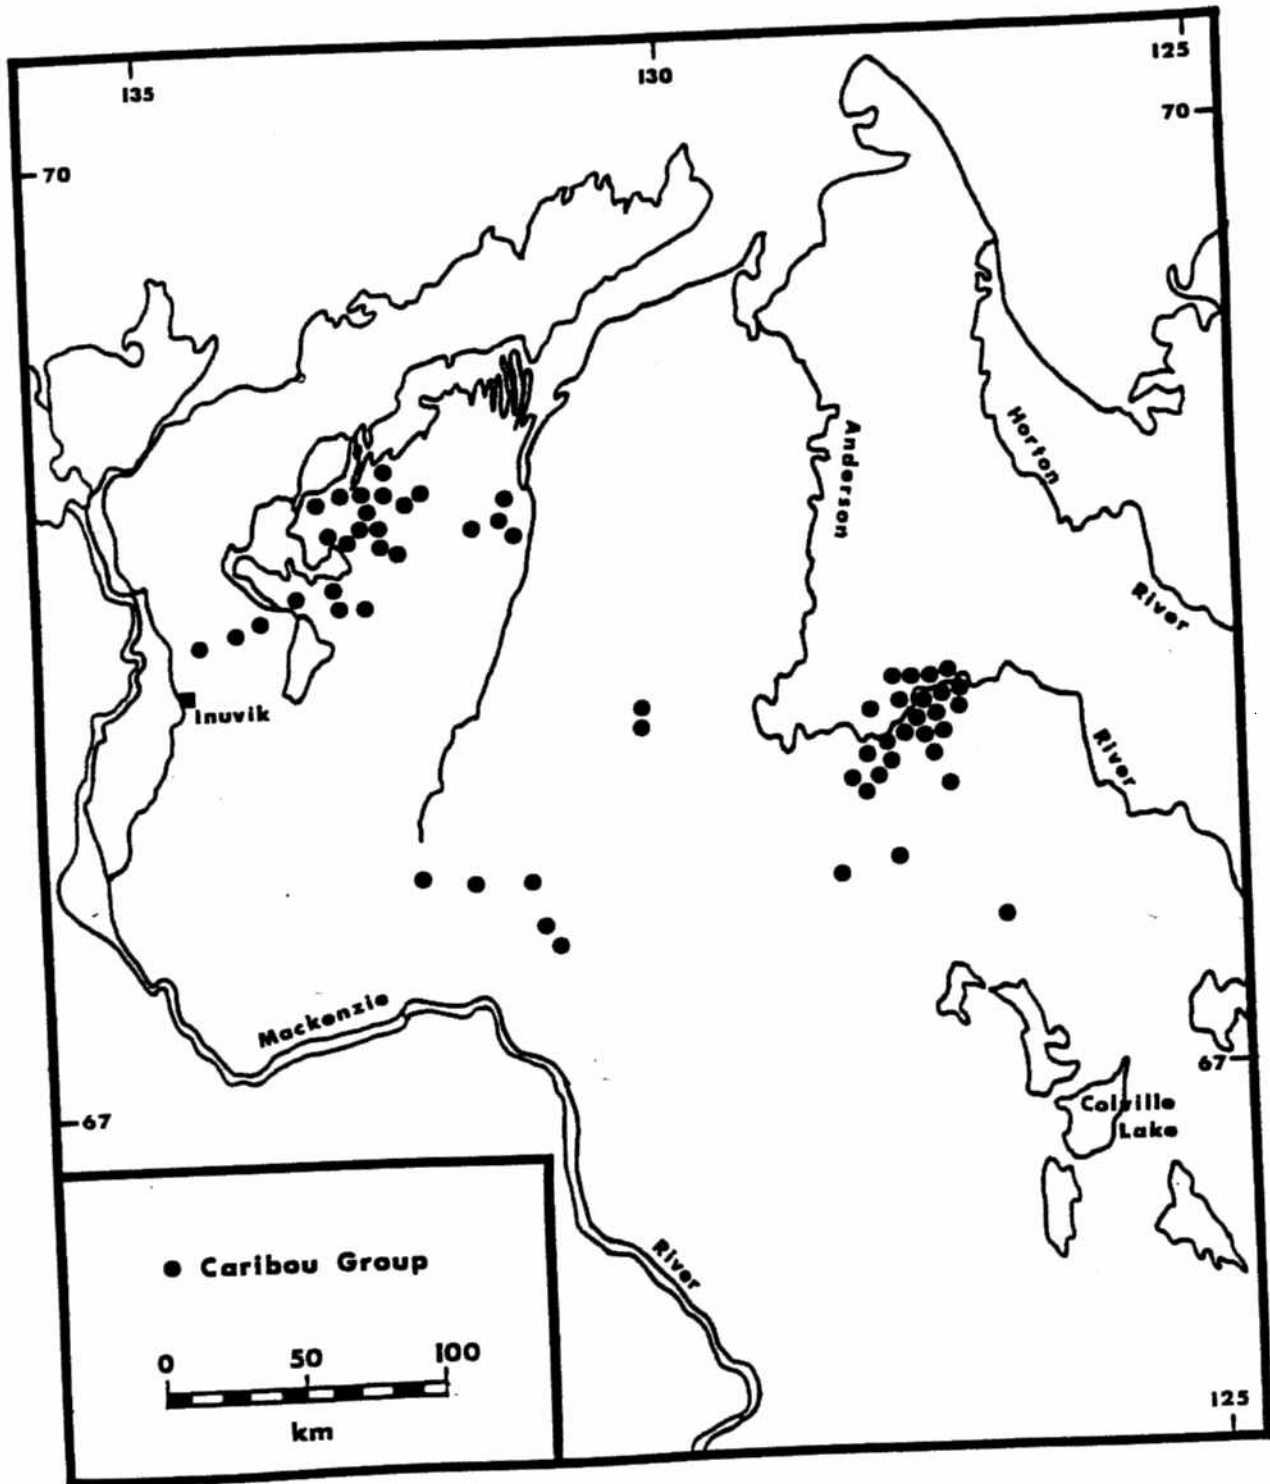 135
130
125
70
70
Horton
Anderson
River
Inuvik
River
Mackenzie
67
67
Colville
Lake
River
● Caribou Group
0 50 100
km
125